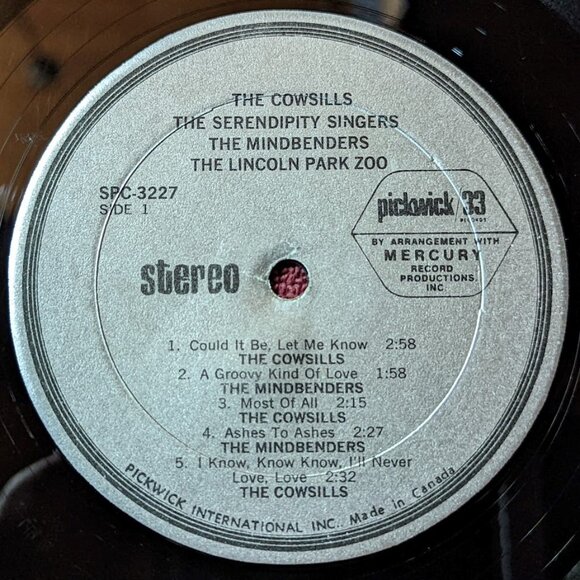 THE COWSILLS
THE SERENDIPITY SINGERS
THE MINDBENDERS
THE LINCOLN PARK ZOO
SPC-3227
SIDE 1
pickwick/33
RECORDS
BY ARRANGEMENT WITH
MERCURY
RECORD
PRODUCTIONS,
INC
stereo
1. Could It Be, Let Me Know 2:58
THE COWSILLS
2. A Groovy Kind Of Love 1:58
THE MINDBENDERS
3. Most Of All 2:15
THE COWSILLS
4. Ashes To Ashes 2:27
THE MINDBENDERS
5. I Know, Know Know, I'll Never
Love, Love 2:32
THE COWSILLS
PICKWICK INTERNATIONAL INC.. Made in Canada.